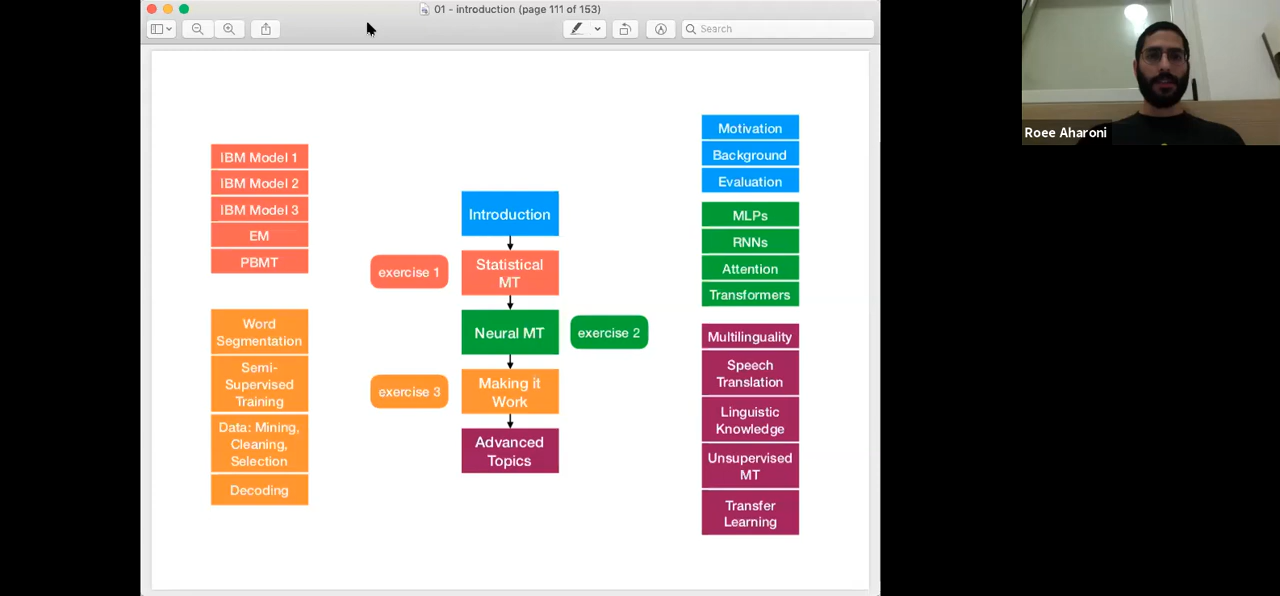 01 - introduction (page 111 of 153)
Search
Roee Aharoni
IBM Model 1
IBM Model 2
IBM Model 3
EM
PBMT
Word
Segmentation
Semi-
Supervised
Training
Data: Mining,
Cleaning,
Selection
Decoding
exercise 1
exercise 3
Introduction
Statistical
MT
Neural MT
Making it
Work
Advanced
Topics
exercise 2
Motivation
Background
Evaluation
MLPs
RNNs
Attention
Transformers
Multilinguality
Speech
Translation
Linguistic
Knowledge
Unsupervised
MT
Transfer
Learning